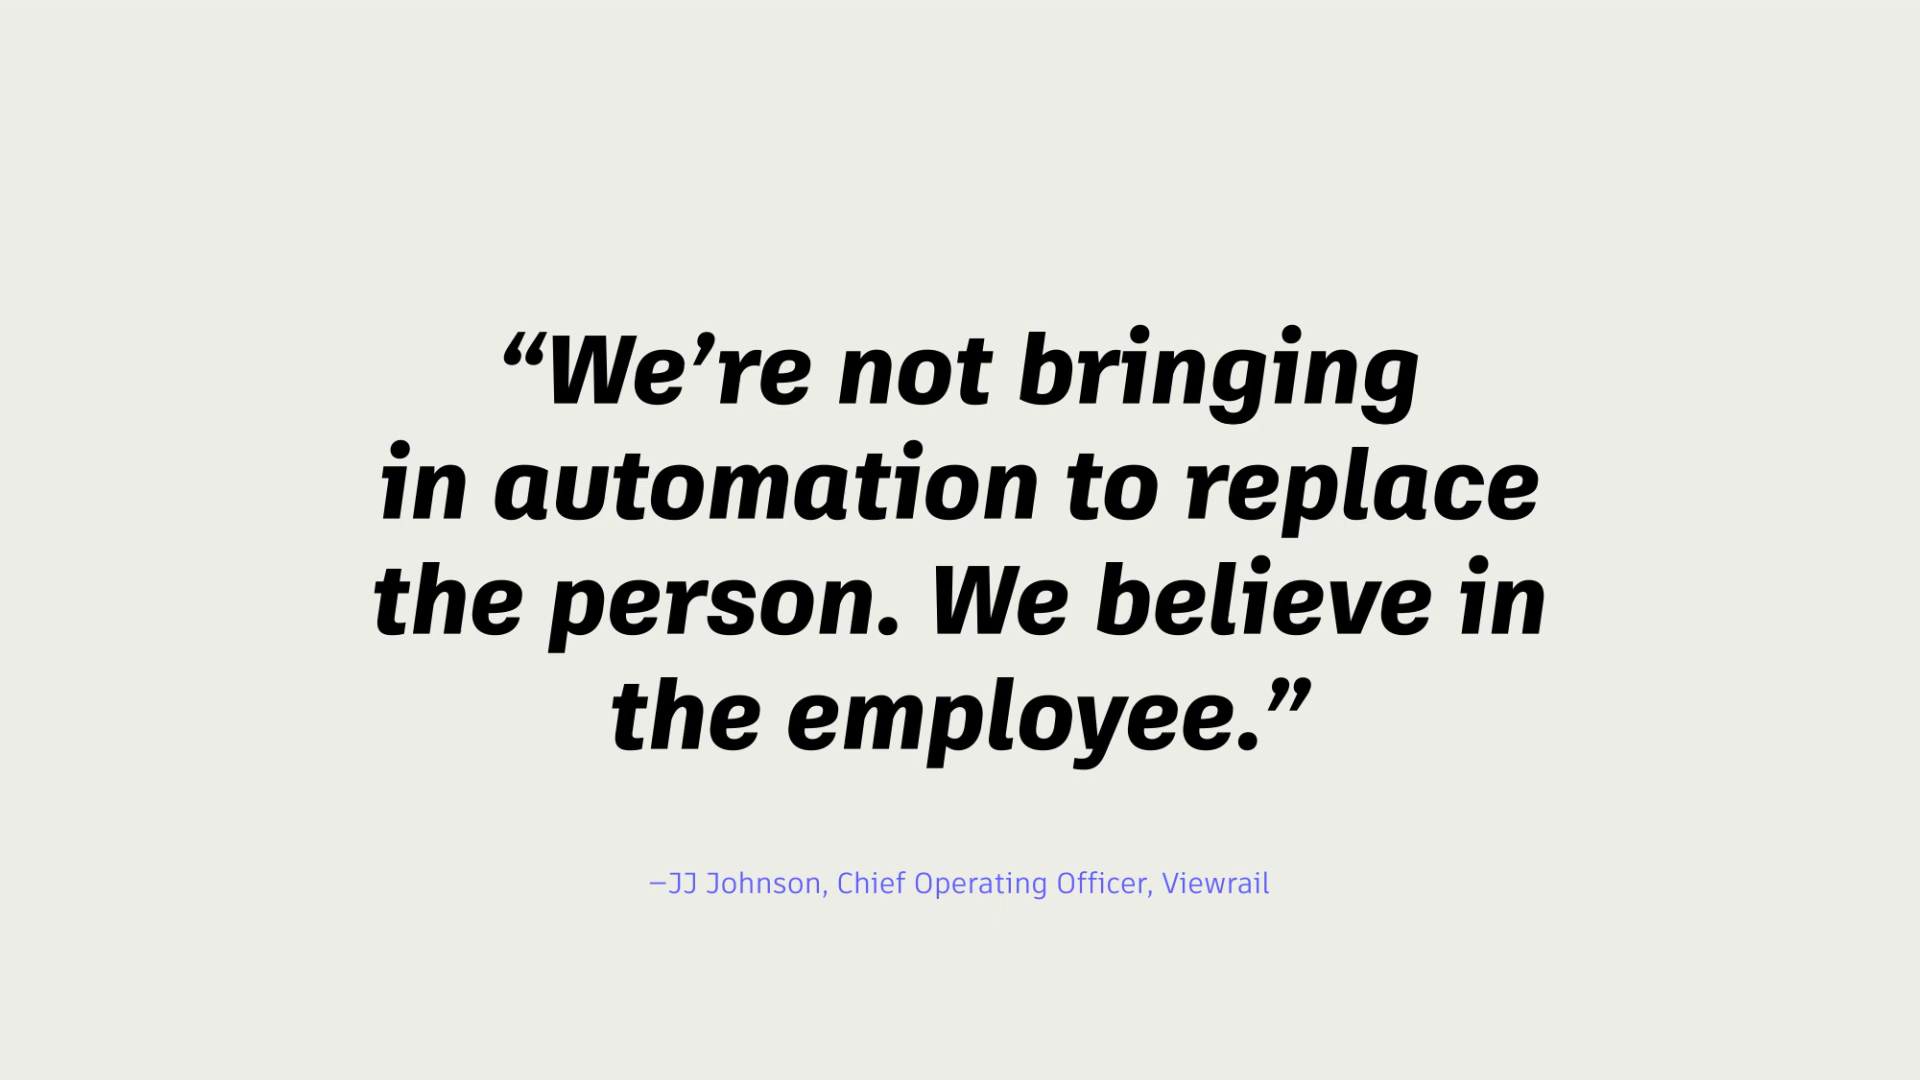 “We’re not bringing
in automation to replace
the person. We believe in
the employee.”
—JJ Johnson, Chief Operating Officer, Viewrail